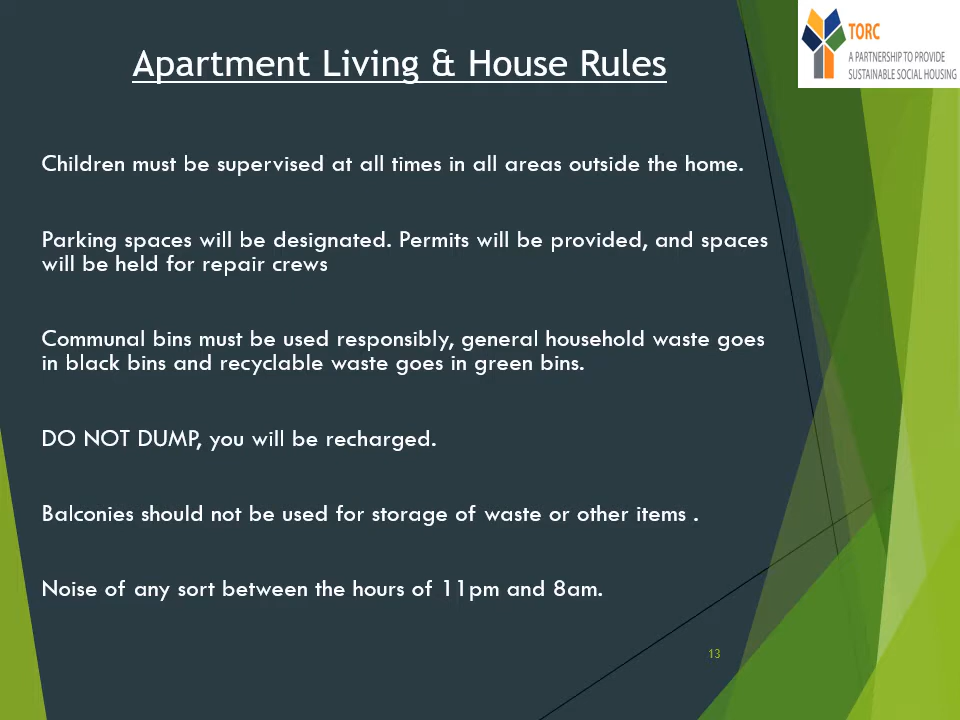 Apartment Living & House Rules
TORC
A PARTNERSHIP TO PROVIDE
SUSTAINABLE SOCIAL HOUSING
Children must be supervised at all times in all areas outside the home.
Parking spaces will be designated. Permits will be provided, and spaces
will be held for repair crews
Communal bins must be used responsibly, general household waste goes
in black bins and recyclable waste goes in green bins.
DO NOT DUMP, you will be recharged.
Balconies should not be used for storage of waste or other items .
Noise of any sort between the hours of 11pm and 8am.
13